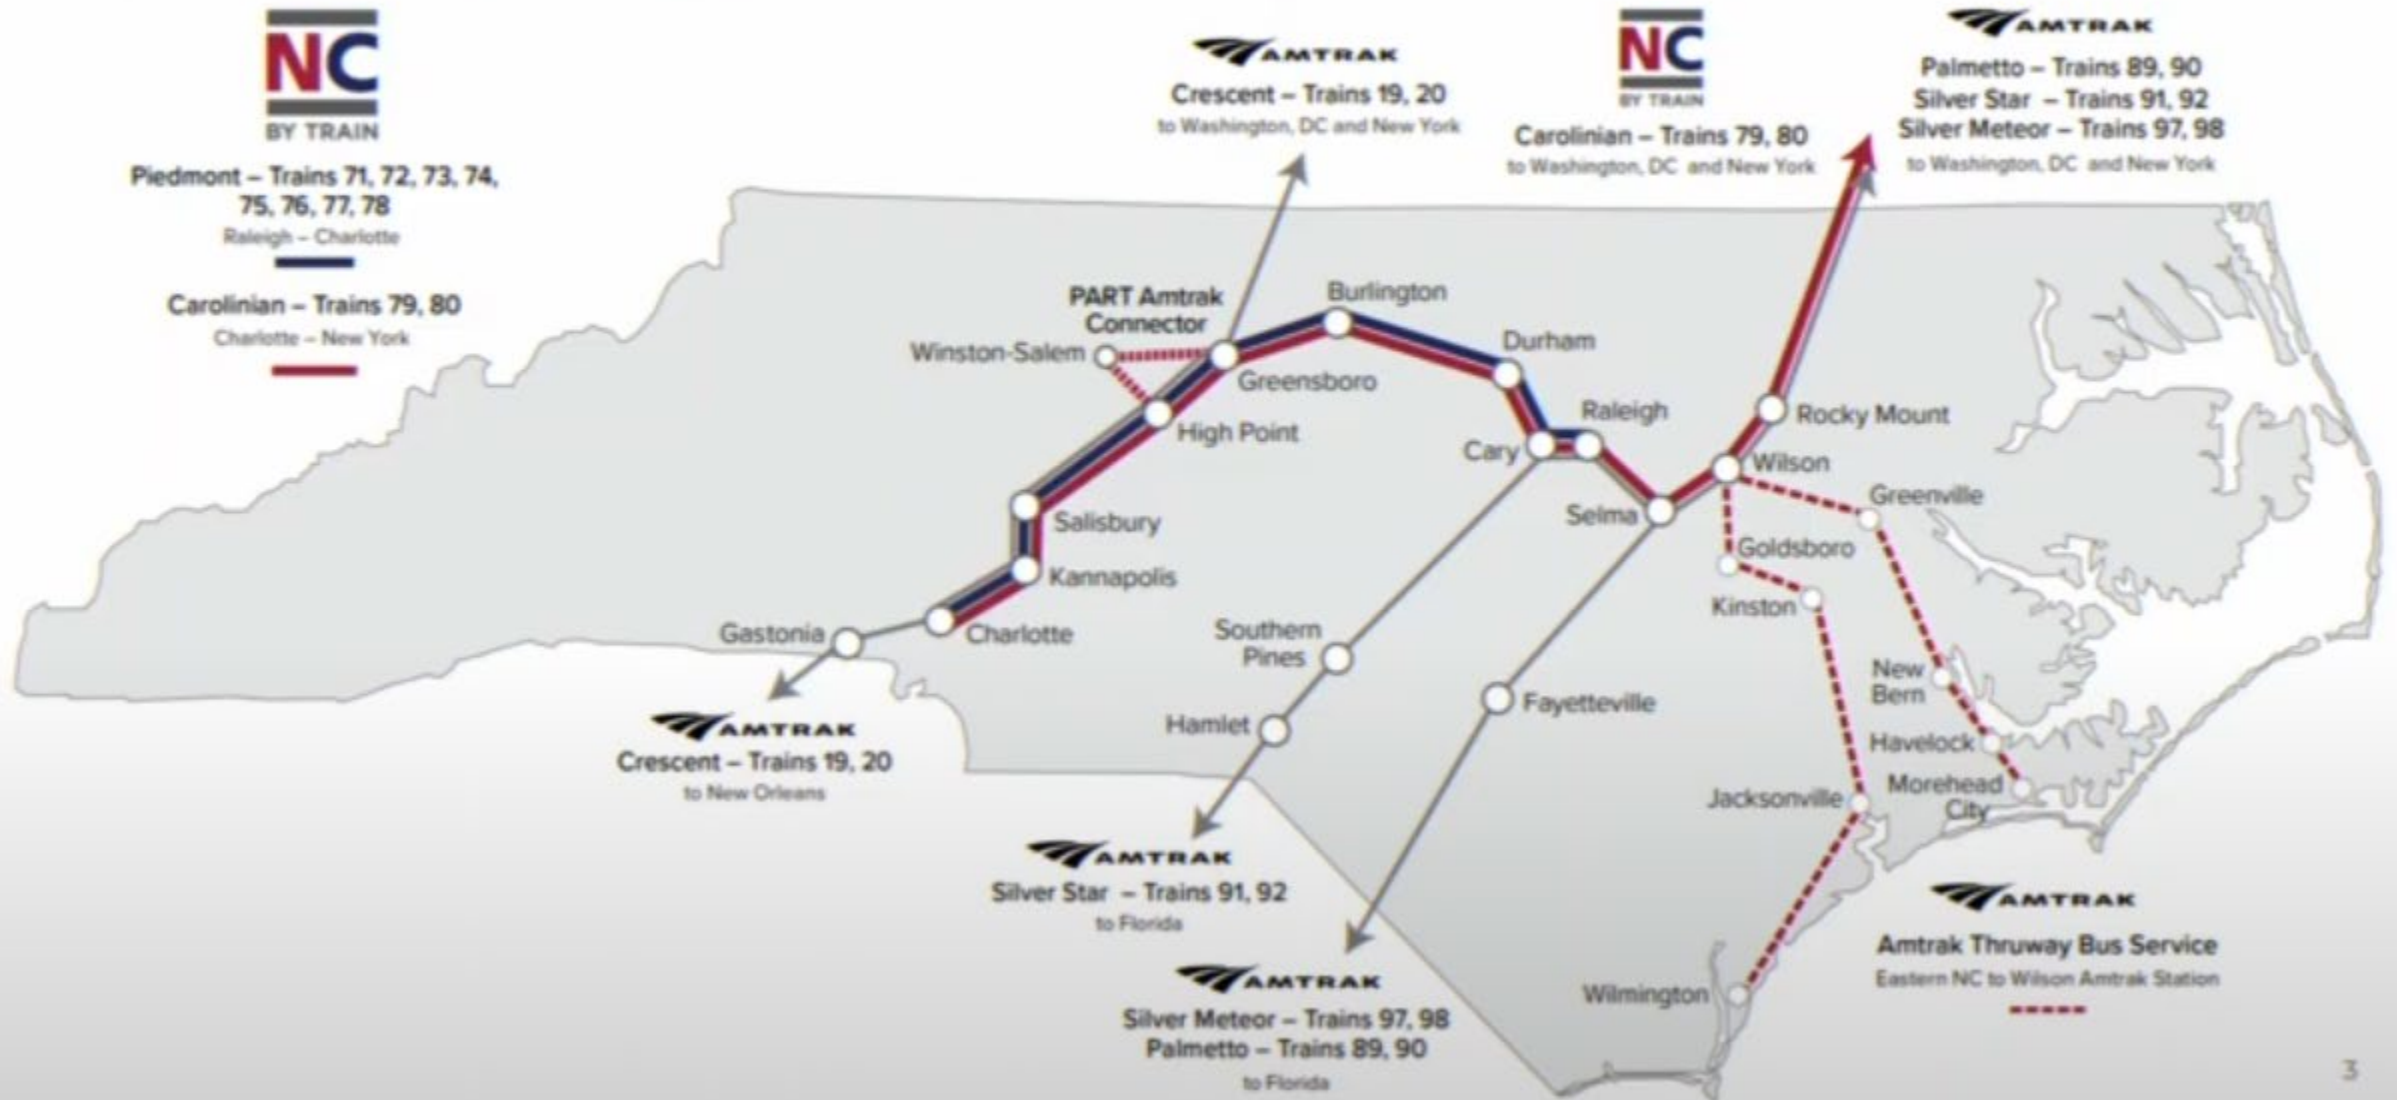 NC
BY TRAIN
Piedmont – Trains 71, 72, 73, 74,
75, 76, 77, 78
Raleigh – Charlotte
Carolinian – Trains 79, 80
Charlotte – New York
AMTRAK
Crescent – Trains 19, 20
to Washington, DC and New York
NC
BY TRAIN
Carolinian – Trains 79, 80
to Washington, DC and New York
AMTRAK
Palmetto – Trains 89, 90
Silver Star – Trains 91, 92
Silver Meteor – Trains 97, 98
to Washington, DC and New York
PART Amtrak
Connector
Winston-Salem
Burlington
Greensboro
High Point
Durham
Raleigh
Cary
Selma
Rocky Mount
Wilson
Greenville
Goldsboro
Kinston
Salisbury
Kannapolis
Charlotte
Gastonia
Southern
Pines
Hamlet
Fayetteville
New
Bern
Havelock
Morehead
City
Jacksonville
Wilmington
AMTRAK
Crescent – Trains 19, 20
to New Orleans
AMTRAK
Silver Star – Trains 91, 92
to Florida
AMTRAK
Silver Meteor – Trains 97, 98
Palmetto – Trains 89, 90
to Florida
AMTRAK
Amtrak Thruway Bus Service
Eastern NC to Wilson Amtrak Station
3